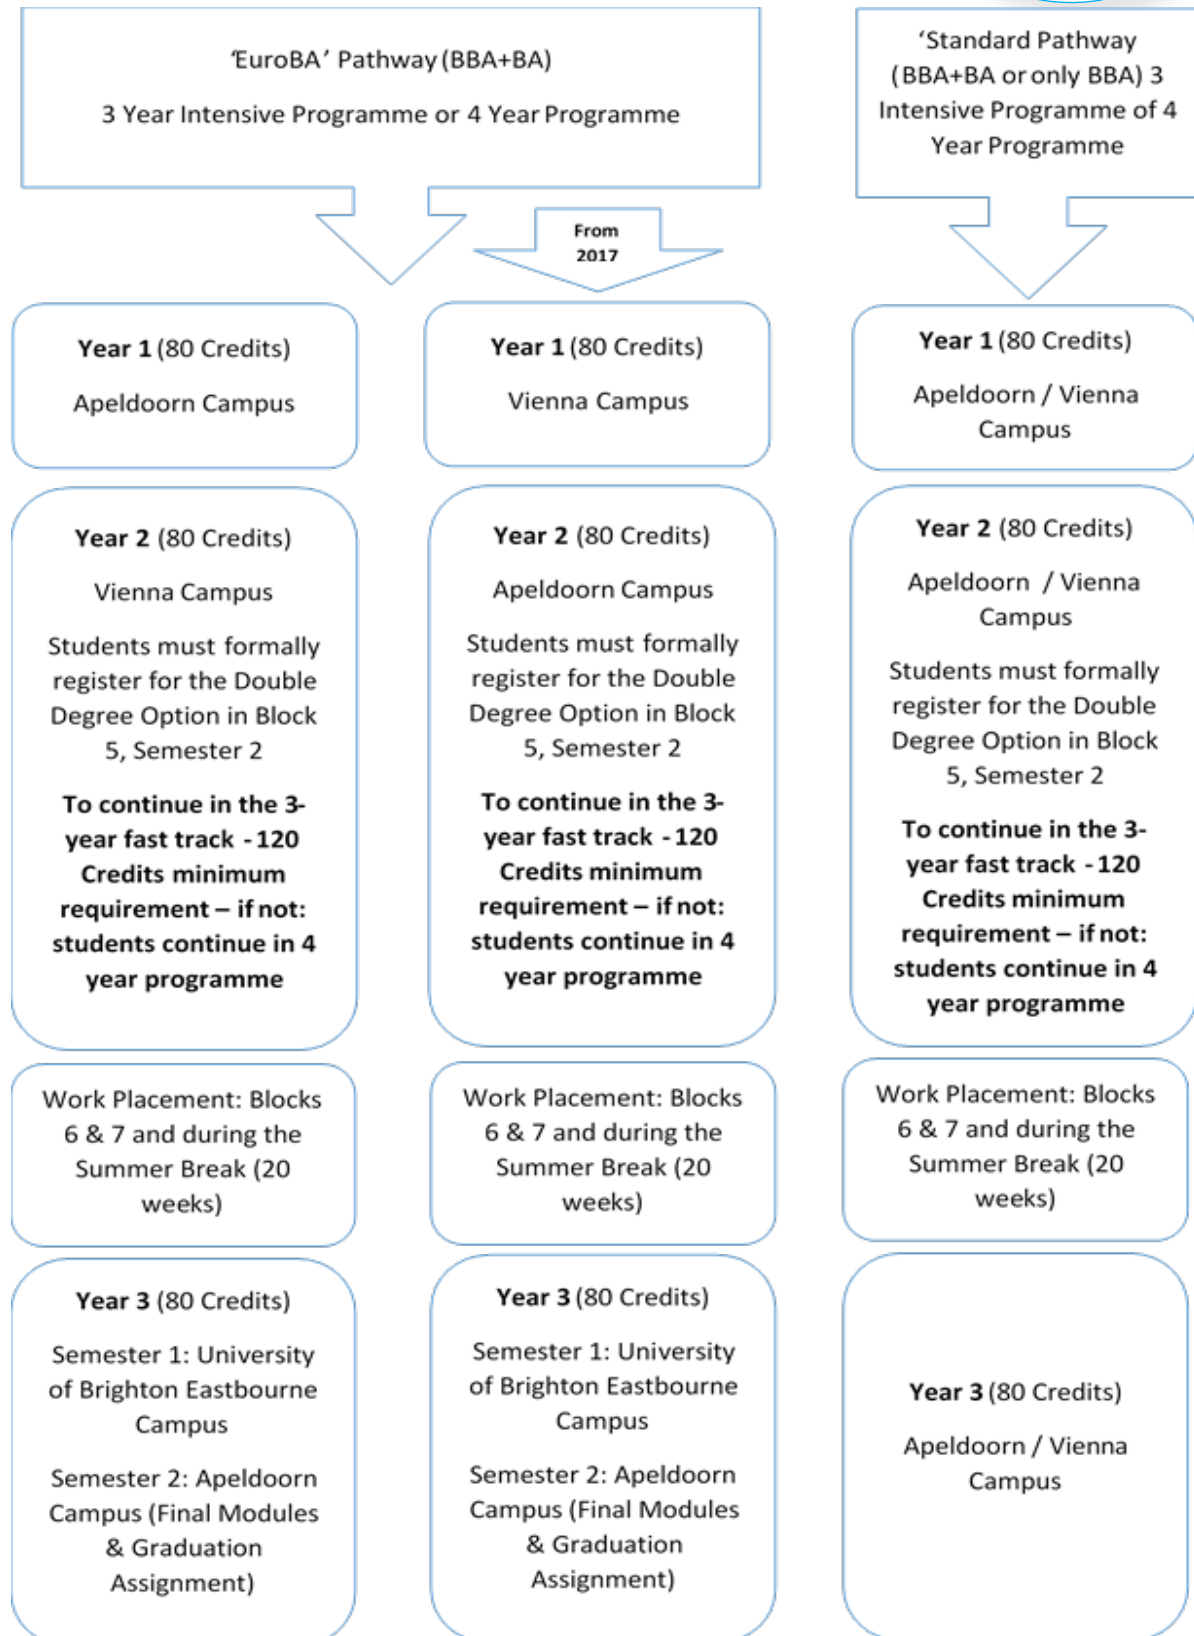 ‘EuroBA’ Pathway (BBA+BA)
3 Year Intensive Programme or 4 Year Programme
‘Standard Pathway
(BBA+BA or only BBA) 3
Intensive Programme of 4
Year Programme
From
2017
Year 1 (80 Credits)
Apeldoorn Campus
Year 1 (80 Credits)
Vienna Campus
Year 1 (80 Credits)
Apeldoorn / Vienna
Campus
Year 2 (80 Credits)
Vienna Campus
Students must formally
register for the Double
Degree Option in Block
5, Semester 2
To continue in the 3-
year fast track - 120
Credits minimum
requirement – if not:
students continue in 4
year programme
Year 2 (80 Credits)
Apeldoorn Campus
Students must formally
register for the Double
Degree Option in Block
5, Semester 2
To continue in the 3-
year fast track - 120
Credits minimum
requirement – if not:
students continue in 4
year programme
Year 2 (80 Credits)
Apeldoorn / Vienna
Campus
Students must formally
register for the Double
Degree Option in Block
5, Semester 2
To continue in the 3-
year fast track - 120
Credits minimum
requirement – if not:
students continue in 4
year programme
Work Placement: Blocks
6 & 7 and during the
Summer Break (20
weeks)
Work Placement: Blocks
6 & 7 and during the
Summer Break (20
weeks)
Work Placement: Blocks
6 & 7 and during the
Summer Break (20
weeks)
Year 3 (80 Credits)
Semester 1: University
of Brighton Eastbourne
Campus
Semester 2: Apeldoorn
Campus (Final Modules
& Graduation
Assignment)
Year 3 (80 Credits)
Semester 1: University
of Brighton Eastbourne
Campus
Semester 2: Apeldoorn
Campus (Final Modules
& Graduation
Assignment)
Year 3 (80 Credits)
Apeldoorn / Vienna
Campus